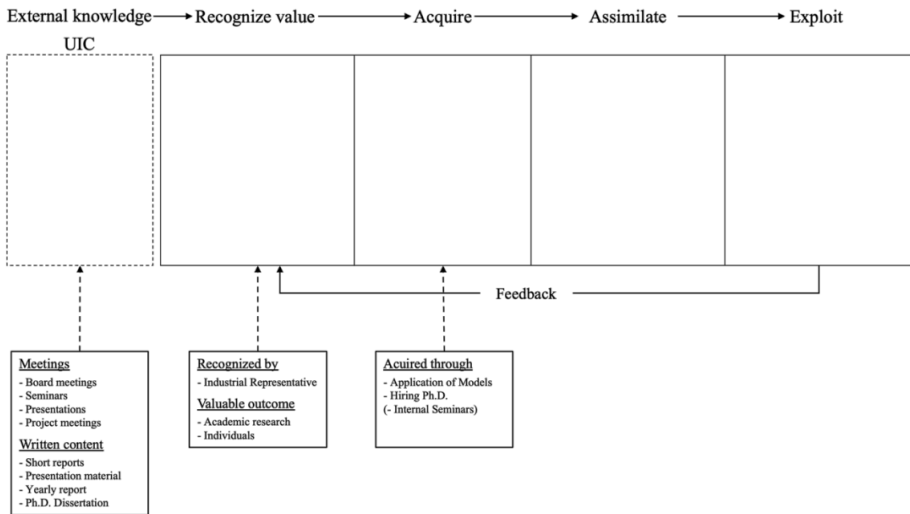 External knowledge
Recognize value
Acquire
Assimilate
Exploit
UIC
Feedback
Meetings
- Board meetings
- Seminars
- Presentations
- Project meetings
Written content
- Short reports
- Presentation material
- Yearly report
- Ph.D. Dissertation
Recognized by
- Industrial Representative
Valuable outcome
- Academic research
- Individuals
Acuired through
- Application of Models
- Hiring Ph.D.
(- Internal Seminars)